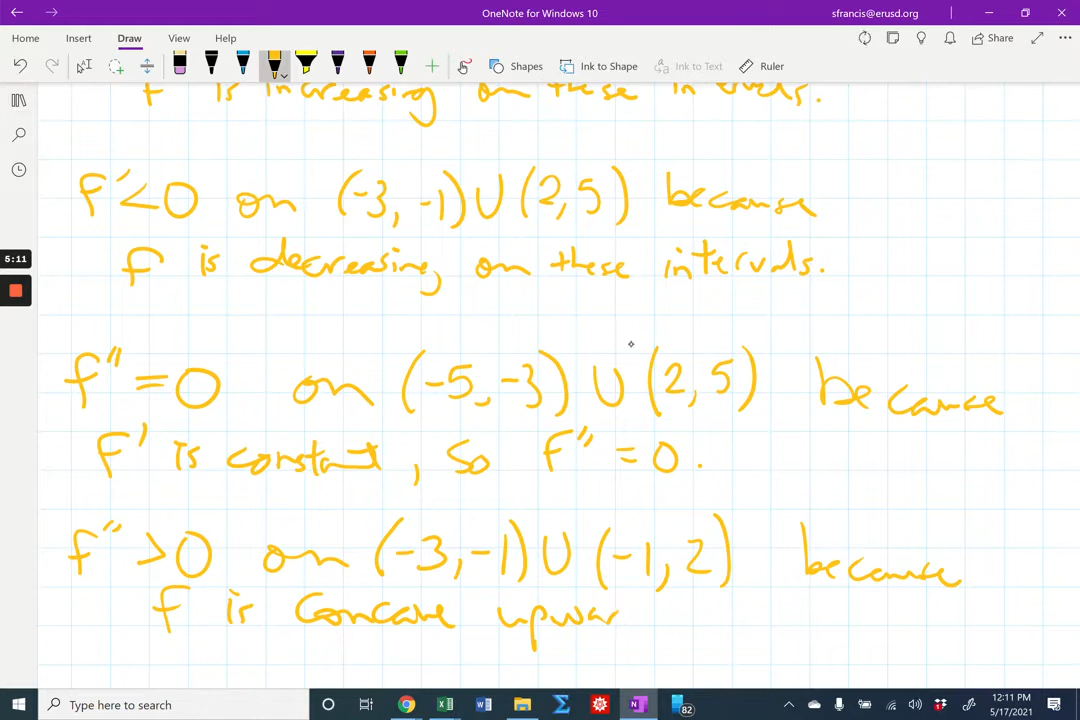 OneNote for Windows 10
sfrancis@erusd.org
Home Insert Draw View Help
Share
Shapes Ink to Shape Ink to Text Ruler
f is increasing on these intervals.
f'<0 on (-3, -1) U (2, 5) because
f is decreasing on these intervals.
5:11
f" = 0 on (-5, -3) U (2, 5) because
f' is constant, so f" = 0.
f" > 0 on (-3, -1) U (-1, 2) because
f is concave upwar
Type here to search
82
12:11 PM
5/17/2021